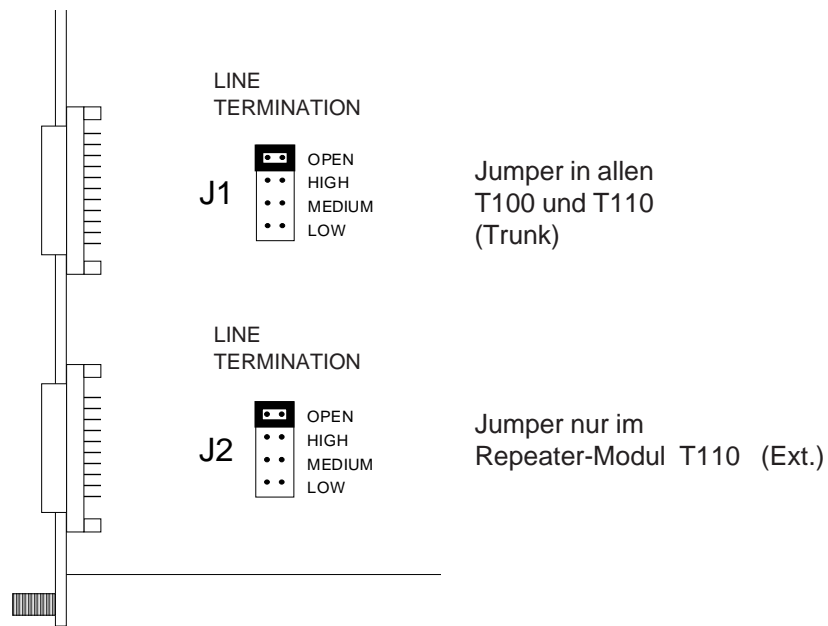 LINE
TERMINATION
J1
OPEN
HIGH
MEDIUM
LOW
Jumper in allen
T100 und T110
(Trunk)
LINE
TERMINATION
J2
OPEN
HIGH
MEDIUM
LOW
Jumper nur im
Repeater-Modul T110 (Ext.)